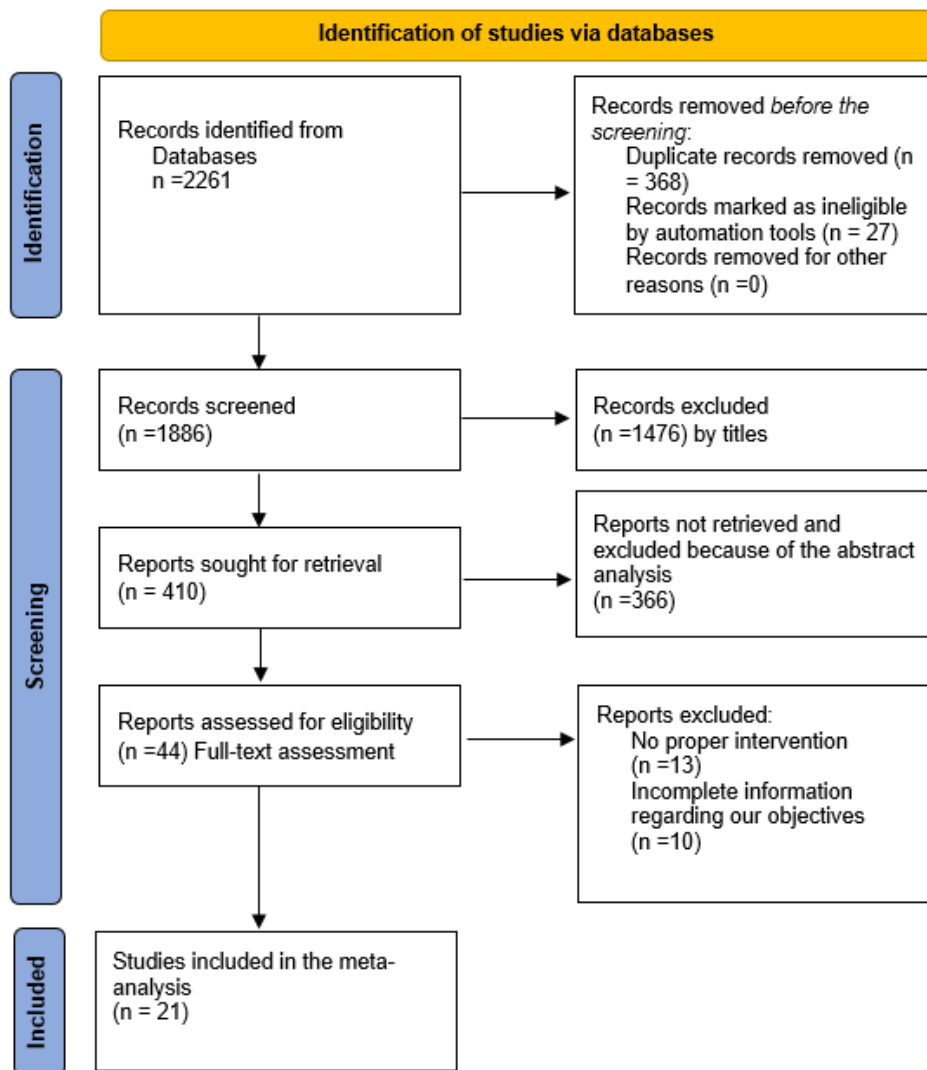 Identification of studies via databases
Identification
Records identified from
Databases
n =2261
Records removed before the
screening:
Duplicate records removed (n
= 368)
Records marked as ineligible
by automation tools (n = 27)
Records removed for other
reasons (n =0)
Screening
Records screened
(n =1886)
Records excluded
(n =1476) by titles
Reports sought for retrieval
(n = 410)
Reports not retrieved and
excluded because of the abstract
analysis
(n =366)
Reports assessed for eligibility
(n =44) Full-text assessment
Reports excluded:
No proper intervention
(n =13)
Incomplete information
regarding our objectives
(n =10)
Included
Studies included in the meta-
analysis
(n = 21)